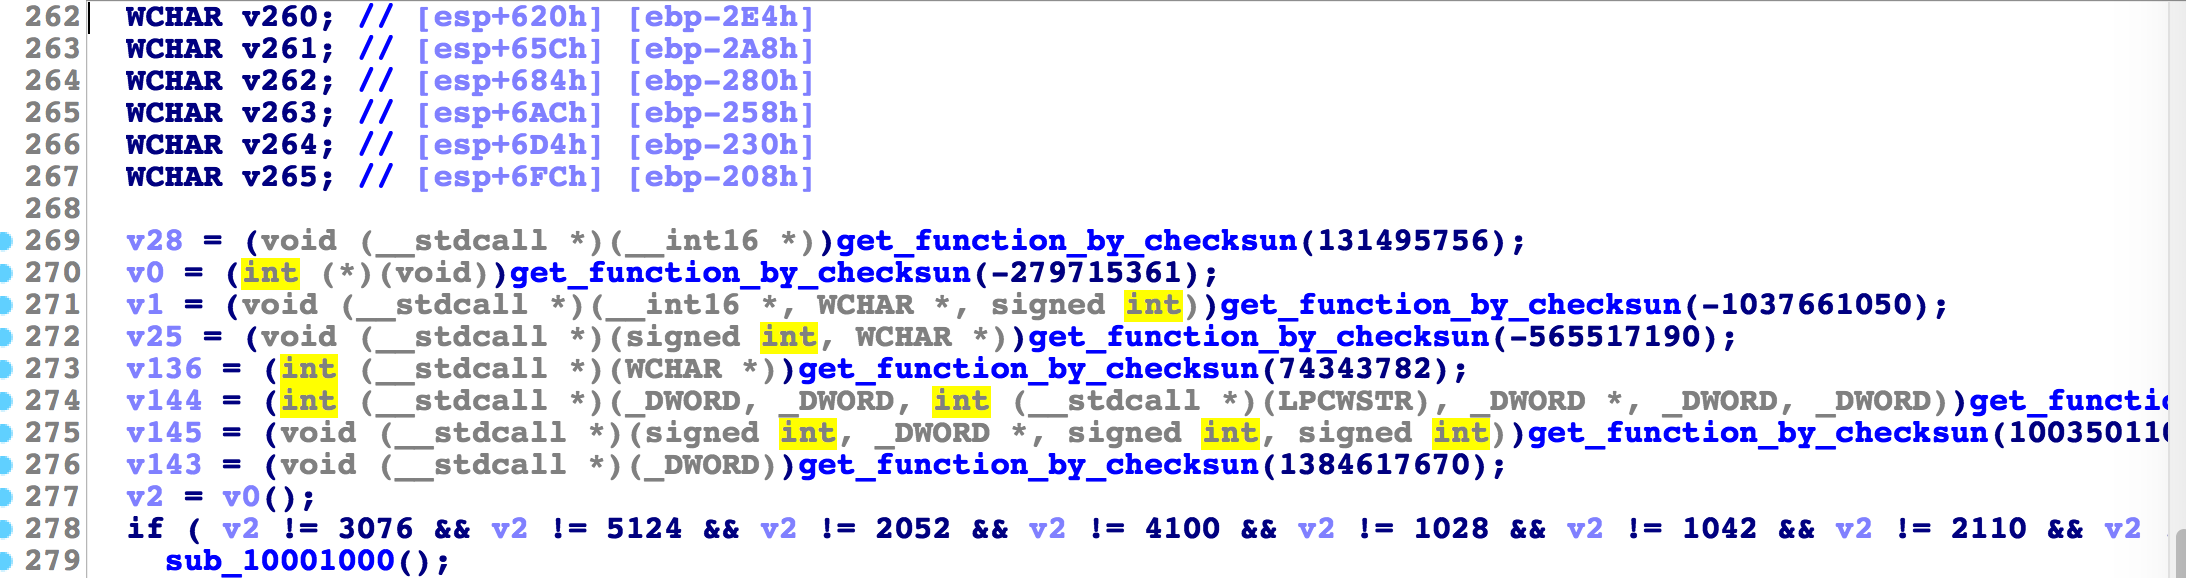 262 WCHAR v260; // [esp+620h] [ebp-2E4h]
263 WCHAR v261; // [esp+65Ch] [ebp-2A8h]
264 WCHAR v262; // [esp+684h] [ebp-280h]
265 WCHAR v263; // [esp+6ACh] [ebp-258h]
266 WCHAR v264; // [esp+6D4h] [ebp-230h]
267 WCHAR v265; // [esp+6FCh] [ebp-208h]
268
269 v28 = (void (__stdcall *)(__int16 *))get_function_by_checksun(131495756);
270 v0 = (int (*)(void))get_function_by_checksun(-279715361);
271 v1 = (void (__stdcall *)(__int16 *, WCHAR *, signed int))get_function_by_checksun(-1037661050);
272 v25 = (void (__stdcall *)(signed int, WCHAR *))get_function_by_checksun(-565517190);
273 v136 = (int (__stdcall *)(WCHAR *))get_function_by_checksun(74343782);
274 v144 = (int (__stdcall *)(_DWORD, _DWORD, int (__stdcall *)(LPCWSTR), _DWORD *, _DWORD, _DWORD))get_functi
275 v145 = (void (__stdcall *)(signed int, _DWORD *, signed int, signed int))get_function_by_checksun(10035011
276 v143 = (void (__stdcall *)(_DWORD))get_function_by_checksun(1384617670);
277 v2 = v0();
278 if ( v2 != 3076 && v2 != 5124 && v2 != 2052 && v2 != 4100 && v2 != 1028 && v2 != 1042 && v2 != 2110 && v2
279 sub_10001000();